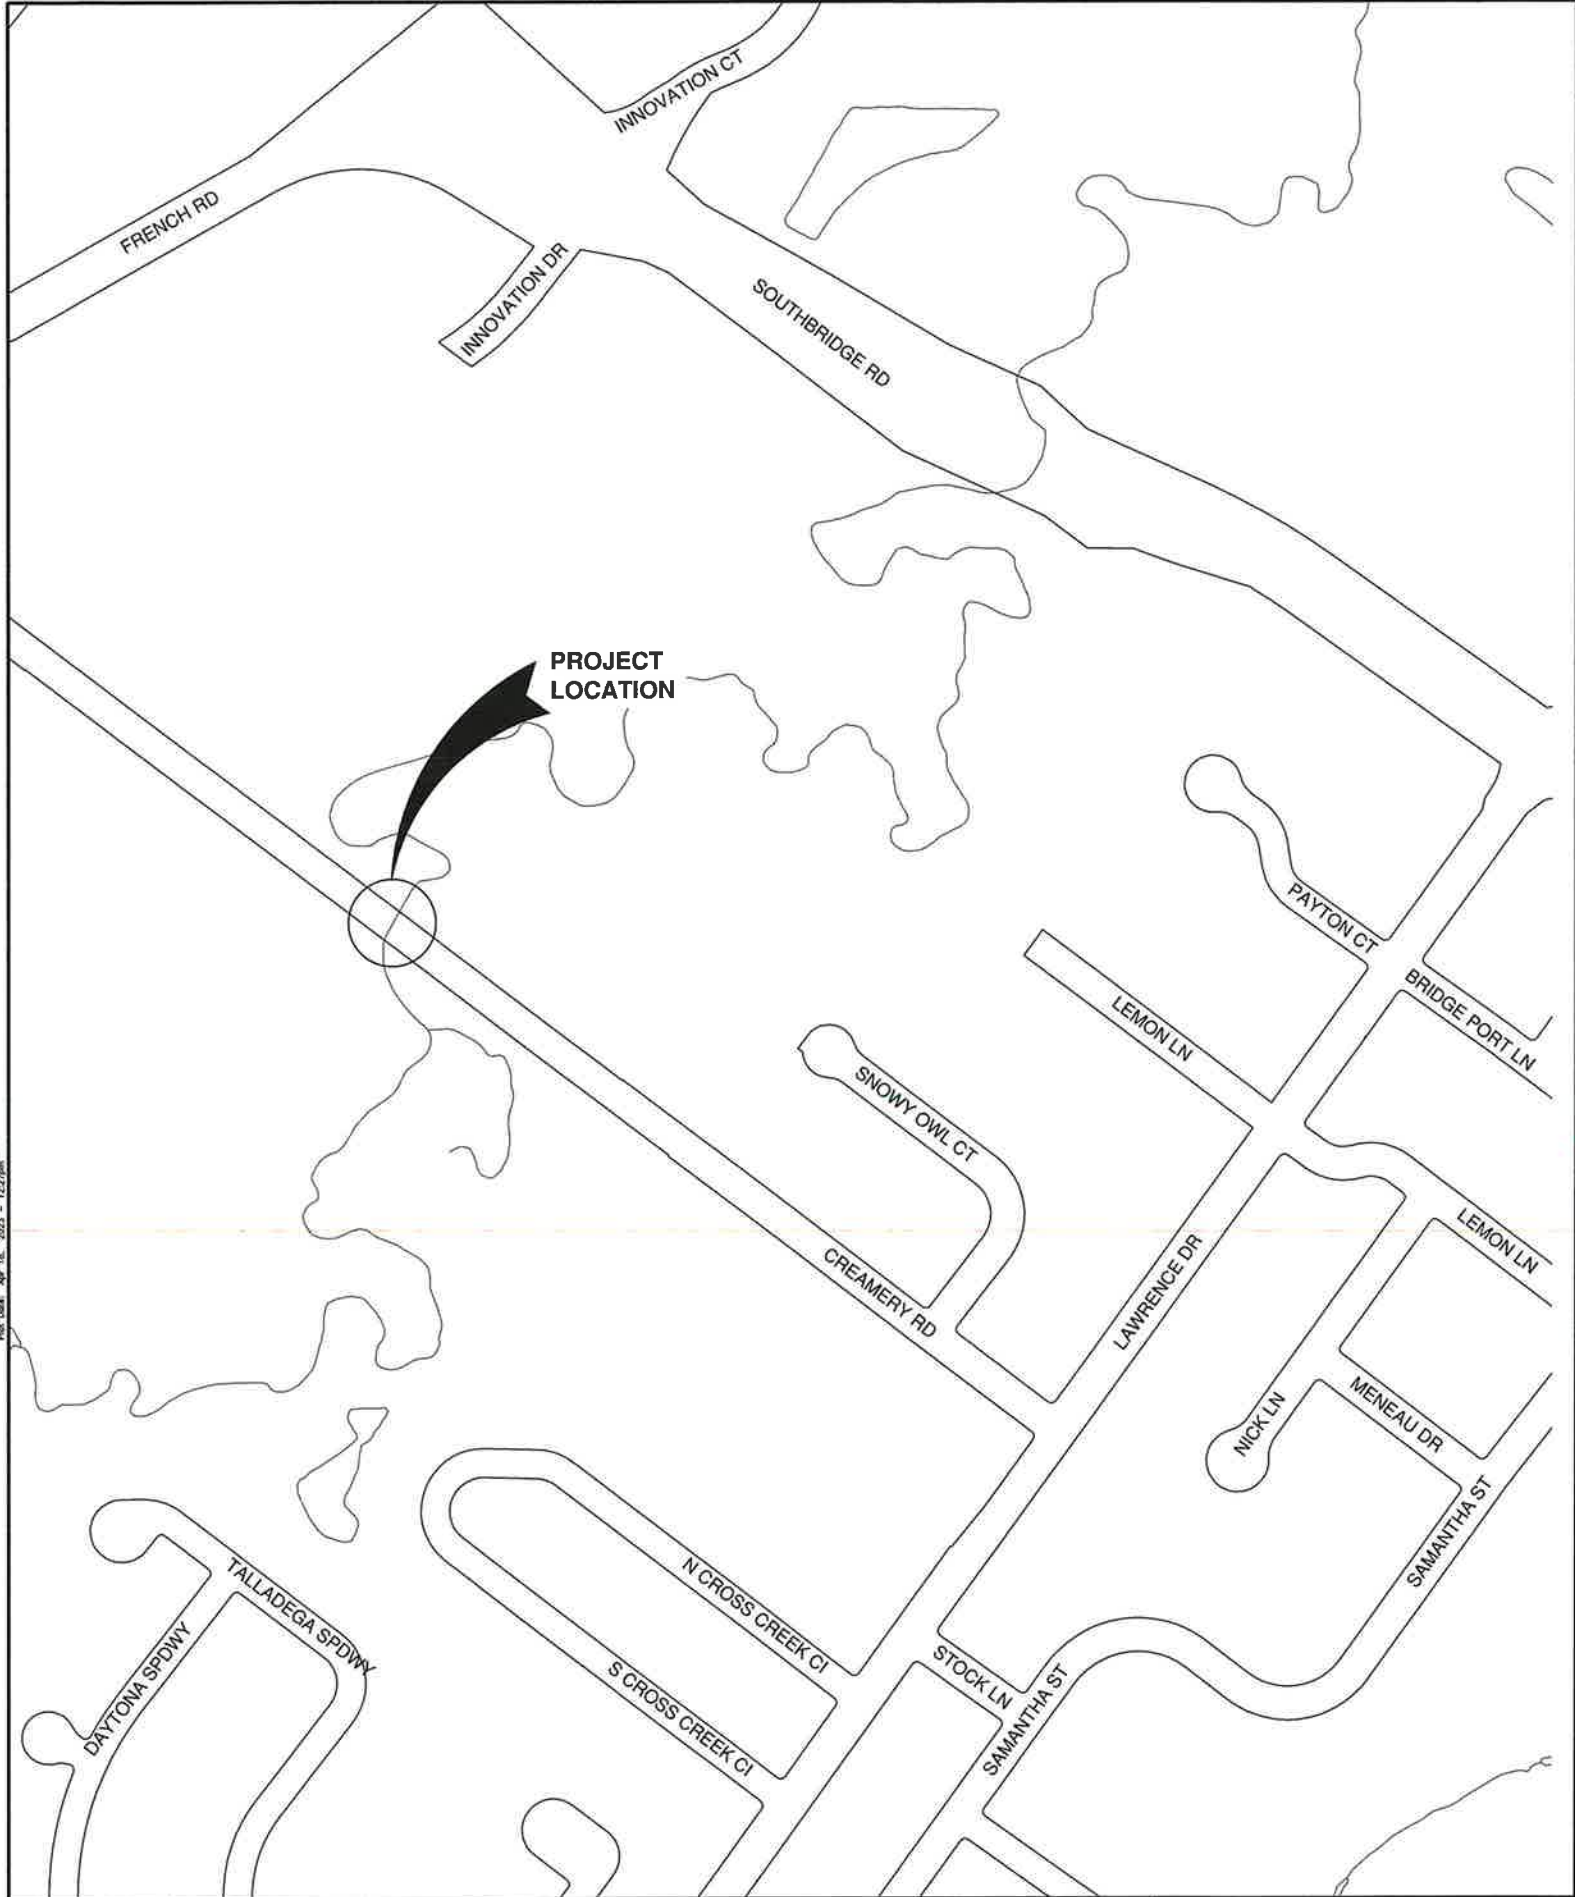 INNOVATION CT
FRENCH RD
INNOVATION DR
SOUTHBRIDGE RD
PROJECT
LOCATION
PAYTON CT
BRIDGE PORT LN
LEMON LN
SNOWY OWL CT
LEMON LN
CREAMERY RD
LAWRENCE DR
NICK LN
MENEAU DR
SAMANTHA ST
N CROSS CREEK CI
TALLADEGA SPDWY
DAYTONA SPDWY
S CROSS CREEK CI
STOCK LN
SAMANTHA ST